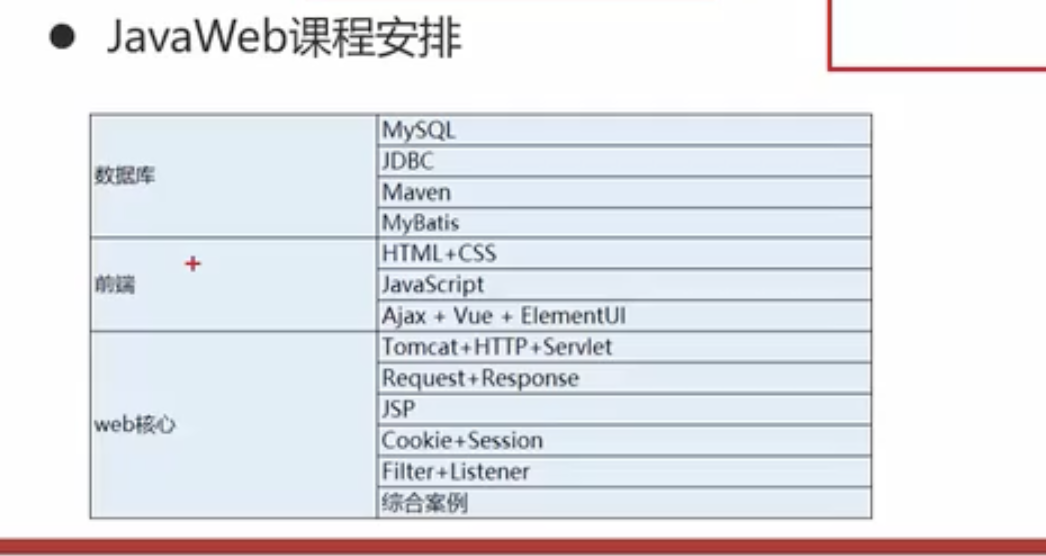 JavaWeb课程安排
数据库
MySQL
JDBC
Maven
MyBatis
前端
HTML+CSS
JavaScript
Ajax + Vue + ElementUI
web核心
Tomcat+HTTP+Servlet
Request+Response
JSP
Cookie+Session
Filter+Listener
综合案例